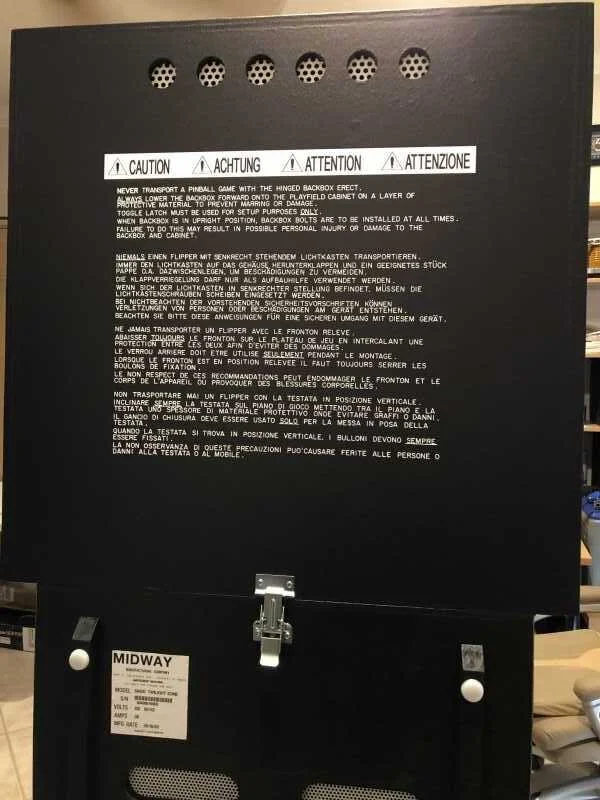 CAUTION ACHTUNG ATTENTION ATTENZIONE
NEVER TRANSPORT A PINBALL GAME WITH THE HINGED BACKBOX ERECT.
ALWAYS LOWER THE BACKBOX FORWARD ONTO THE PLAYFIELD CABINET ON A LAYER OF
PROTECTIVE MATERIAL TO PREVENT MARRING OR DAMAGE.
TOGGLE LATCH MUST BE USED FOR SETUP PURPOSES ONLY.
WHEN BACKBOX IS IN UPRIGHT POSITION, BACKBOX BOLTS ARE TO BE INSTALLED AT ALL TIMES.
FAILURE TO DO THIS MAY RESULT IN POSSIBLE PERSONAL INJURY OR DAMAGE TO THE
BACKBOX AND CABINET.
NIEMALS EINEN FLIPPER MIT SENKRECHT STEHENDEM LICHTKASTEN TRANSPORTIEREN.
IMMER DEN LICHTKASTEN AUF DAS GEHÄUSE HERUNTERKLAPPEN UND EIN GEEIGNETES STÜCK
PAPPE O.A. DAZWISCHENLEGEN, UM BESCHÄDIGUNGEN ZU VERMEIDEN.
DIE KLAPPVERRIEGELUNG DARF NUR ALS AUFBAUHILFE VERWENDET WERDEN.
WENN SICH DER LICHTKASTEN IN SENKRECHTER STELLUNG BEFINDET, MÜSSEN DIE
LICHTKASTENSCHRAUBEN SCHEIBEN EINGESETZT WERDEN.
BEI NICHTBEACHTEN DER VORSTEHENDEN SICHERHEITSVORSCHRIFTEN KÖNNEN
VERLETZUNGEN VON PERSONEN ODER BESCHÄDIGUNGEN AM GERÄT ENTSTEHEN.
BEACHTEN SIE BITTE DIESE ANWEISUNGEN FÜR EINE SICHEREN UMGANG MIT DIESEM GERÄT.
NE JAMAIS TRANSPORTER UN FLIPPER AVEC LE FRONTON RELEVE.
ABAISSER TOUJOURS LE FRONTON SUR LE PLATEAU DE JEU EN INTERCALANT UNE
PROTECTION ENTRE LES DEUX AFIN D'EVITER DES DOMMAGES.
LE VERROU ARRIERE DOIT ETRE UTILISE SEULEMENT PENDANT LE MONTAGE.
LORSQUE LE FRONTON EST EN POSITION RELEVEE IL FAUT TOUJOURS SERRER LES
BOULONS DE FIXATION.
LE NON RESPECT DE CES RECOMMANDATIONS PEUT ENDOMMAGER LE FRONTON ET LE
CORPS DE L'APPAREIL OU PROVOQUER DES BLESSURES CORPORELLES.
NON TRASPORTARE MAI UN FLIPPER CON LA TESTATA IN POSIZIONE VERTICALE.
INCLINARE SEMPRE LA TESTATA SUL PIANO DI GIOCO METTENDO TRA IL PIANO E LA
TESTATA UNO SPESSORE DI MATERIALE PROTETTIVO ONDE EVITARE GRAFFI O DANNI.
IL GANCIO DI CHIUSURA DEVE ESSERE USATO SOLO PER LA MESSA IN POSA DELLA
TESTATA.
QUANDO LA TESTATA SI TROVA IN POSIZIONE VERTICALE, I BULLONI DEVONO SEMPRE
ESSERE FISSATI.
LA NON OSSERVANZA DI QUESTE PRECAUZIONI PUO'CAUSARE FERITE ALLE PERSONE O
DANNI ALLA TESTATA O AL MOBILE.
MIDWAY
MANUFACTURING COMPANY
MODEL TWILIGHT ZONE
S/N
VOLTS
AMPS
MFG DATE